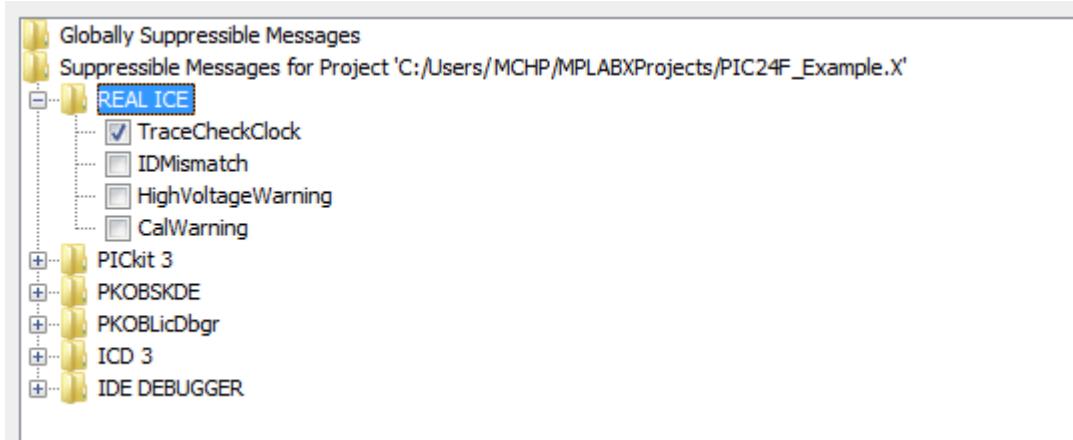 Globally Suppressible Messages
Suppressible Messages for Project 'C:/Users/MCHP/MPLABXProjects/PIC24F_Example.X'
REAL ICE
TraceCheckClock
IDMismatch
HighVoltageWarning
CalWarning
PICkit 3
PKOBSKDE
PKOBLicDbgr
ICD 3
IDE DEBUGGER